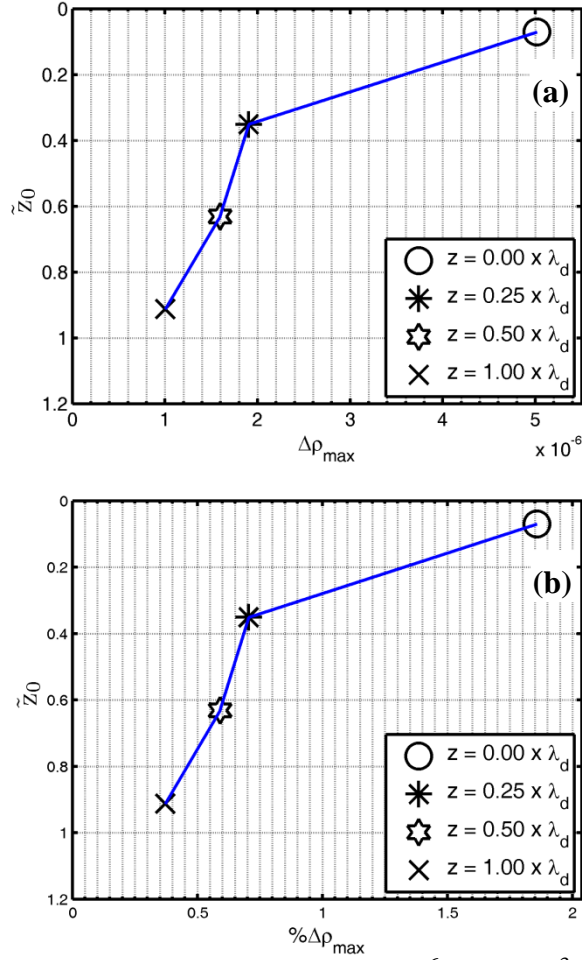 0
0.2
0.4
0.6
0.8
1
1.2
z̃0
(a)
z = 0.00 x λd
z = 0.25 x λd
z = 0.50 x λd
z = 1.00 x λd
0 1 2 3 4 5
Δρmax
x 10-6
0
0.2
0.4
0.6
0.8
1
1.2
z̃0
(b)
z = 0.00 x λd
z = 0.25 x λd
z = 0.50 x λd
z = 1.00 x λd
0 0.5 1 1.5 2
%Δρmax